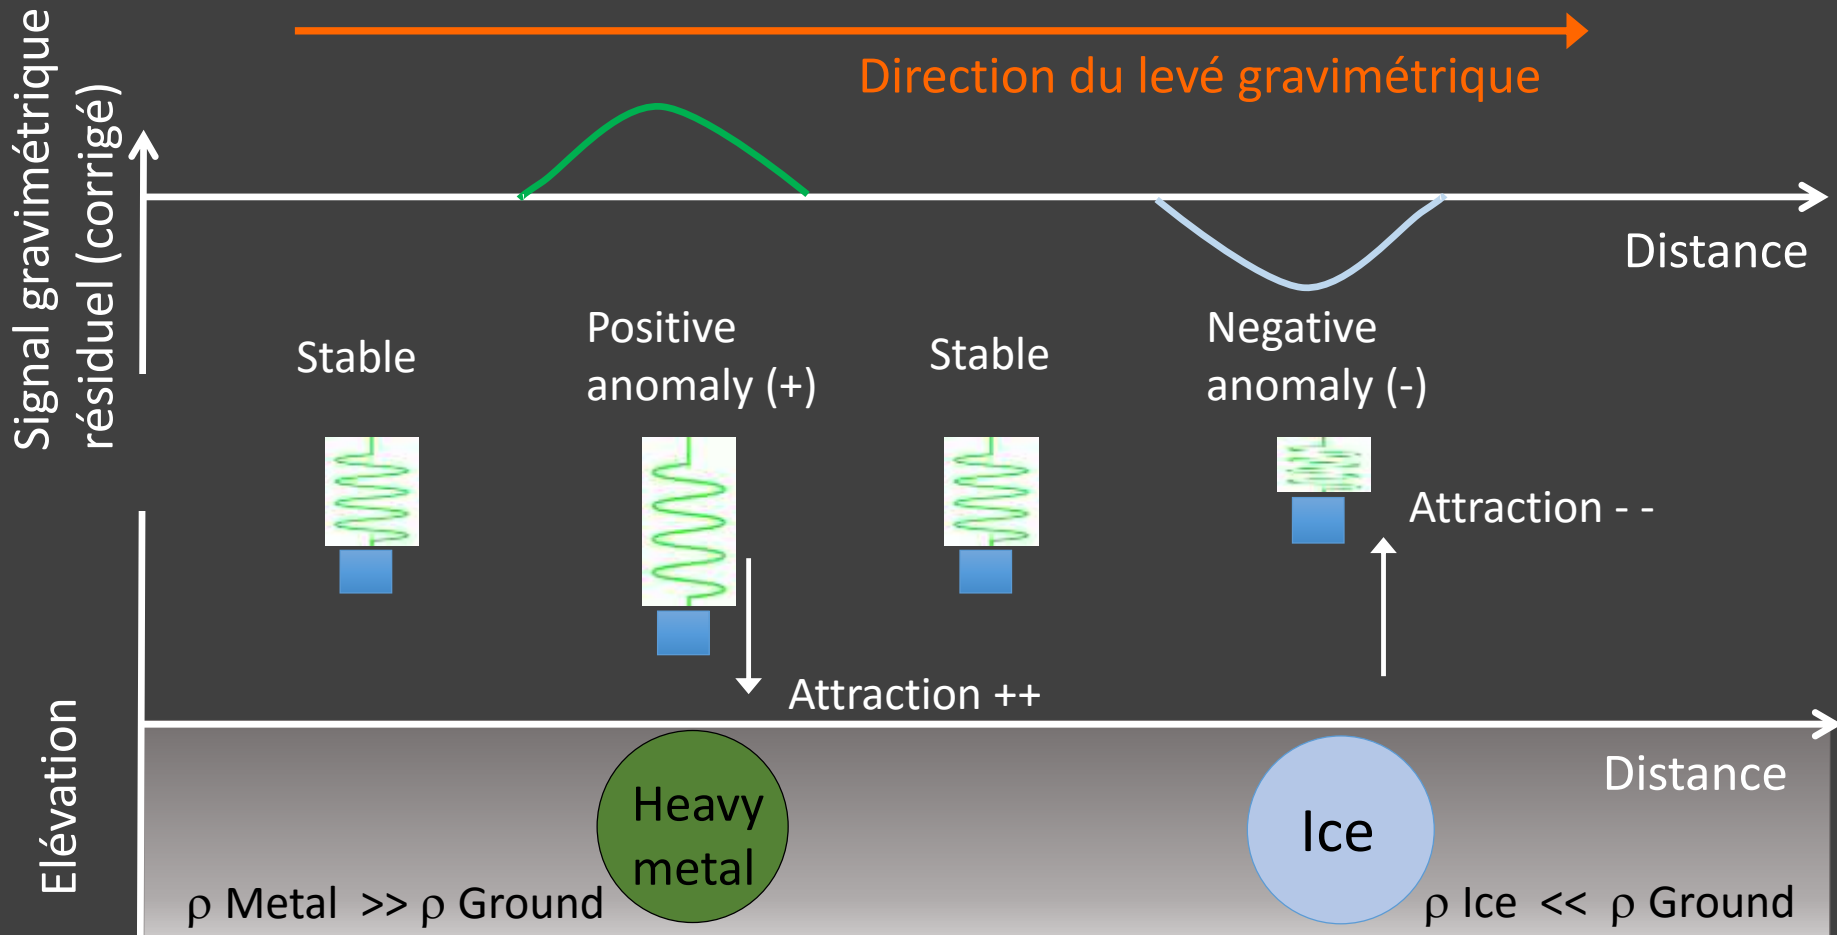 Signal gravimétrique
résiduel (corrigé)
Direction du levé gravimétrique
Distance
Stable
Positive
anomaly (+)
Stable
Negative
anomaly (-)
Attraction - -
Attraction ++
Elévation
Distance
Heavy
metal
Ice
ρ Metal >> ρ Ground
ρ Ice << ρ Ground